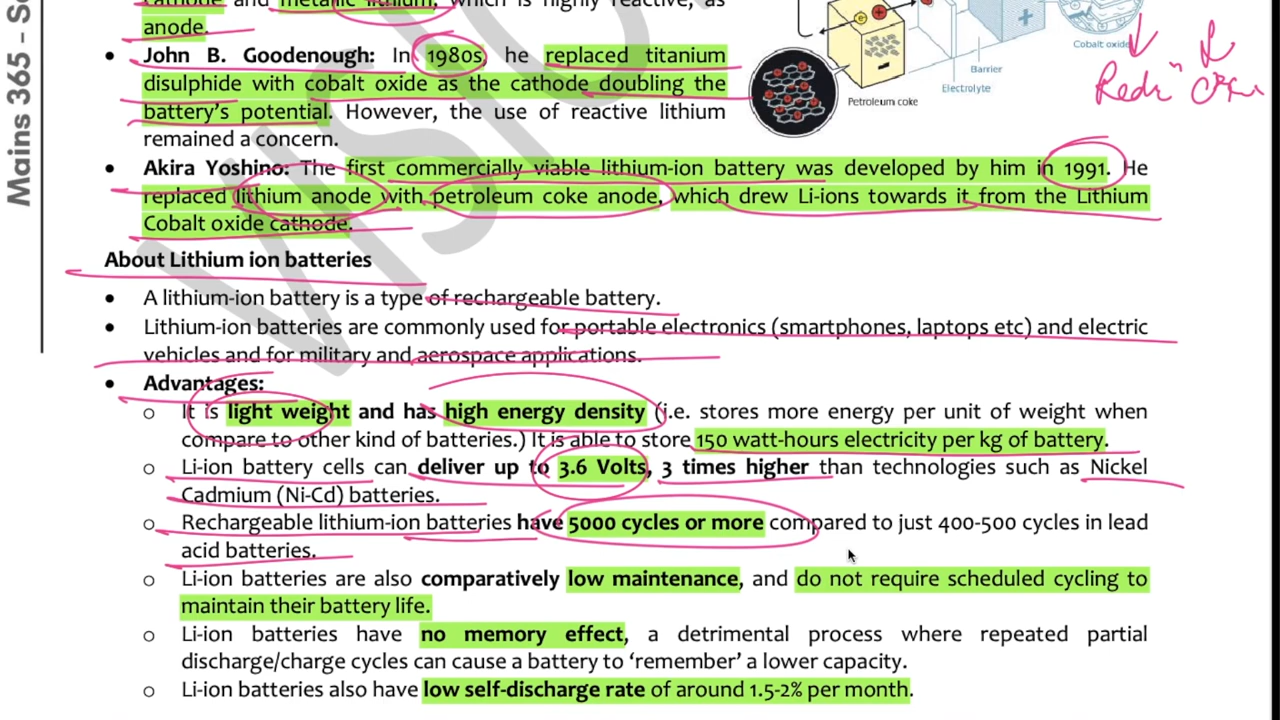 cathode and metallic lithium, which is highly reactive, as
anode.
• John B. Goodenough: In 1980s, he replaced titanium
disulphide with cobalt oxide as the cathode doubling the
battery's potential. However, the use of reactive lithium
remained a concern.
Cobalt oxide
Barrier
Electrolyte
Petroleum coke
Mains 365 - S
• Akira Yoshino: The first commercially viable lithium-ion battery was developed by him in 1991. He
replaced lithium anode with petroleum coke anode, which drew Li-ions towards it from the Lithium
Cobalt oxide cathode.
About Lithium ion batteries
• A lithium-ion battery is a type of rechargeable battery.
• Lithium-ion batteries are commonly used for portable electronics (smartphones, laptops etc) and electric
vehicles and for military and aerospace applications.
• Advantages:
o It is light weight and has high energy density (i.e. stores more energy per unit of weight when
compare to other kind of batteries.) It is able to store 150 watt-hours electricity per kg of battery.
o Li-ion battery cells can deliver up to 3.6 Volts, 3 times higher than technologies such as Nickel
Cadmium (Ni-Cd) batteries.
o Rechargeable lithium-ion batteries have 5000 cycles or more compared to just 400-500 cycles in lead
acid batteries.
o Li-ion batteries are also comparatively low maintenance, and do not require scheduled cycling to
maintain their battery life.
o Li-ion batteries have no memory effect, a detrimental process where repeated partial
discharge/charge cycles can cause a battery to 'remember' a lower capacity.
o Li-ion batteries also have low self-discharge rate of around 1.5-2% per month.